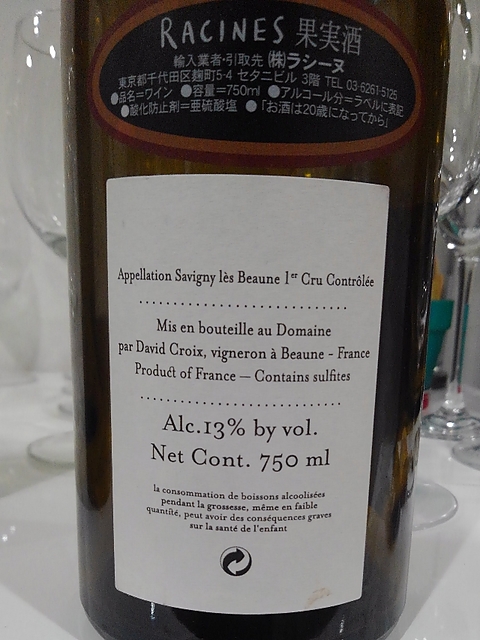 RACINES 果実酒
輸入業者・引取先 ㈱ラシーヌ
東京都千代田区麹町5-4 セタニビル 3階 TEL 03-6261-5125
●品名=ワイン ●容量=750ml ●アルコール分=ラベルに表記
●酸化防止剤=亜硫酸塩 ●「お酒は20歳になってから」
Appellation Savigny lès Beaune 1er Cru Contrôlée
Mis en bouteille au Domaine
par David Croix, vigneron à Beaune - France
Product of France — Contains sulfites
Alc.13% by vol.
Net Cont. 750 ml
la consommation de boissons alcoolisées
pendant la grossesse, même en faible
quantité, peut avoir des conséquences graves
sur la santé de l'enfant